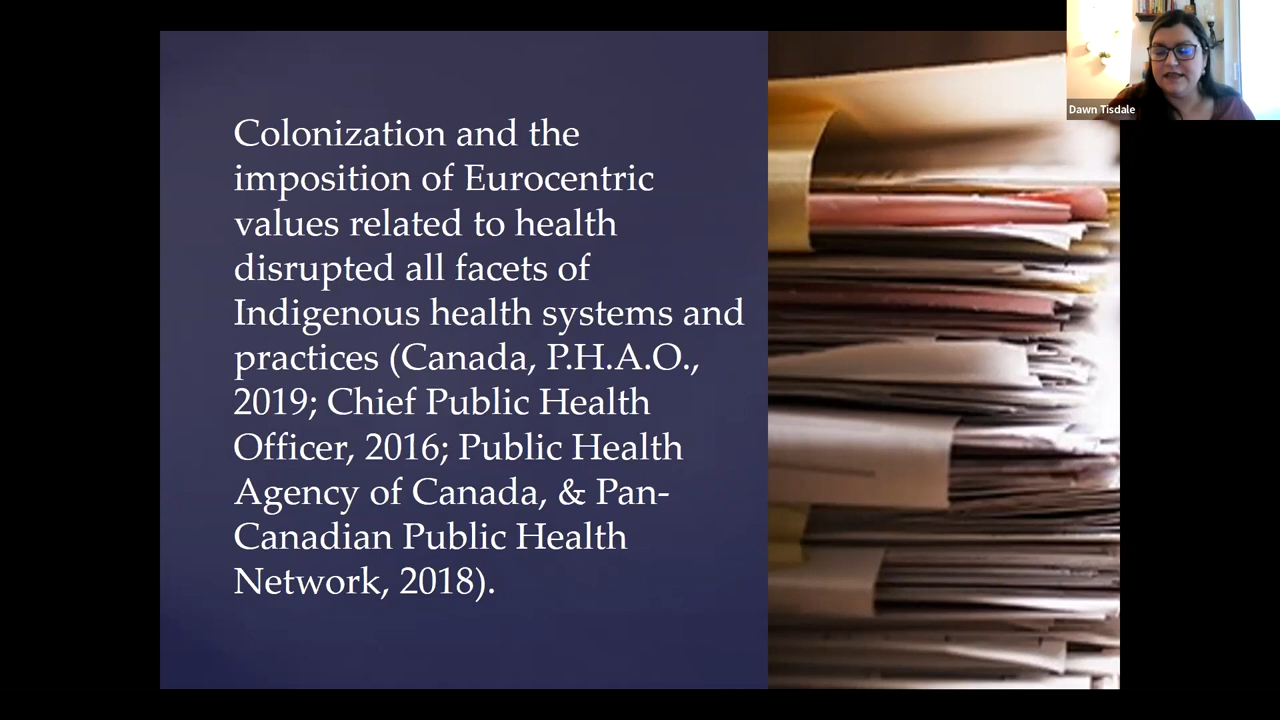 Colonization and the
imposition of Eurocentric
values related to health
disrupted all facets of
Indigenous health systems and
practices (Canada, P.H.A.O.,
2019; Chief Public Health
Officer, 2016; Public Health
Agency of Canada, & Pan-
Canadian Public Health
Network, 2018).
Dawn Tisdale